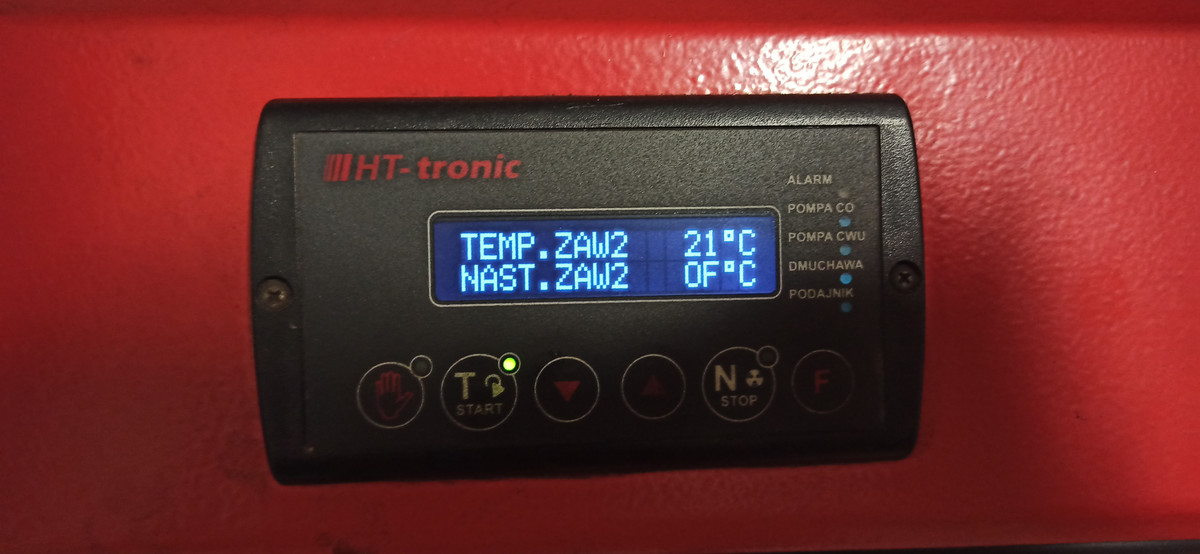 HT-tronic
ALARM
POMPA CO
POMPA CWU
DMUCHAWA
PODAJNIK
TEMP.ZAW2 21°C
NAST.ZAW2 OF°C
T
START
N
STOP
F